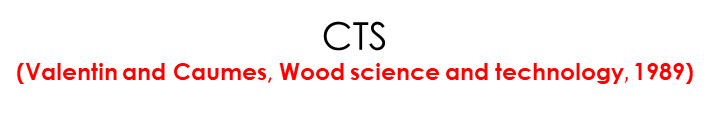 CTS
(Valentin and Caumes, Wood science and technology, 1989)